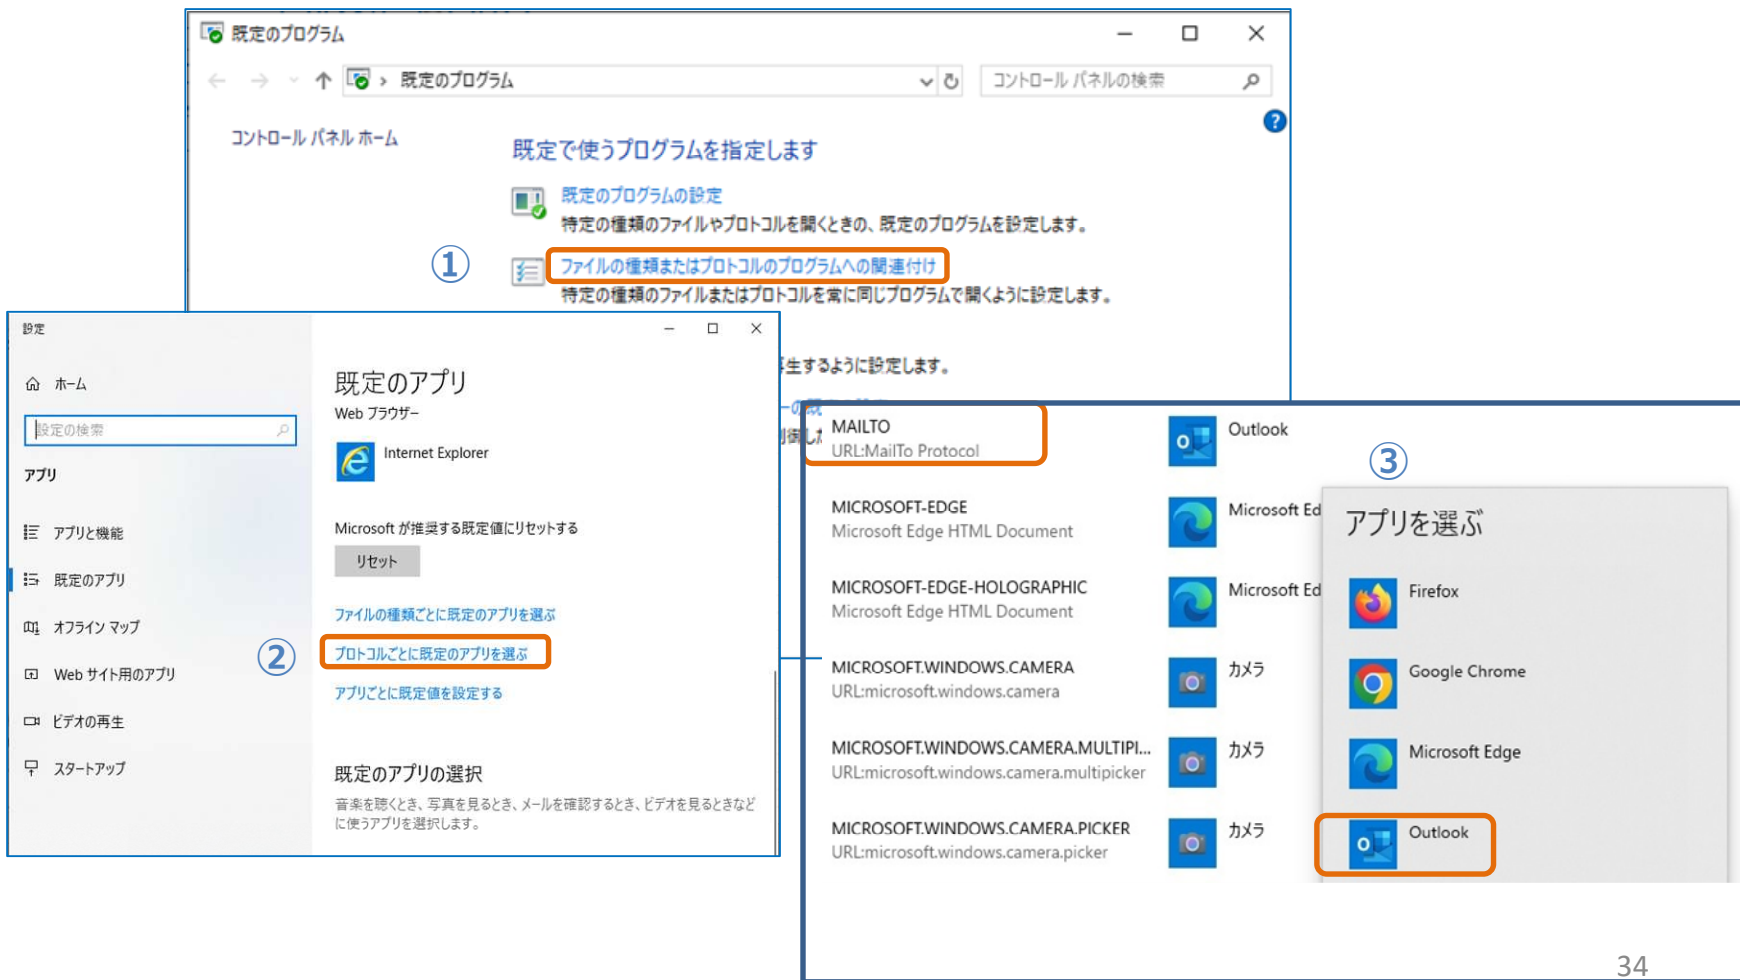 既定のプログラム
既定のプログラム
コントロール パネルの検索
コントロール パネル ホーム
既定で使うプログラムを指定します
既定のプログラムの設定
特定の種類のファイルやプロトコルを開くときの、既定のプログラムを設定します。
①
ファイルの種類またはプロトコルのプログラムへの関連付け
特定の種類のファイルまたはプロトコルを常に同じプログラムで開くように設定します。
生するように設定します。
設定
ホーム
設定の検索
アプリ
アプリと機能
既定のアプリ
オフライン マップ
Web サイト用のアプリ
ビデオの再生
スタートアップ
既定のアプリ
Web ブラウザー
Internet Explorer
Microsoft が推奨する既定値にリセットする
リセット
ファイルの種類ごとに既定のアプリを選ぶ
②
プロトコルごとに既定のアプリを選ぶ
アプリごとに既定値を設定する
既定のアプリの選択
音楽を聴くとき、写真を見るとき、メールを確認するとき、ビデオを見るときなど
に使うアプリを選択します。
MAILTO
URL:MailTo Protocol
Outlook
MICROSOFT-EDGE
Microsoft Edge HTML Document
Microsoft Ed
MICROSOFT-EDGE-HOLOGRAPHIC
Microsoft Edge HTML Document
Microsoft Ed
MICROSOFT.WINDOWS.CAMERA
URL:microsoft.windows.camera
カメラ
MICROSOFT.WINDOWS.CAMERA.MULTIPI...
URL:microsoft.windows.camera.multipicker
カメラ
MICROSOFT.WINDOWS.CAMERA.PICKER
URL:microsoft.windows.camera.picker
カメラ
③
アプリを選ぶ
Firefox
Google Chrome
Microsoft Edge
Outlook
34